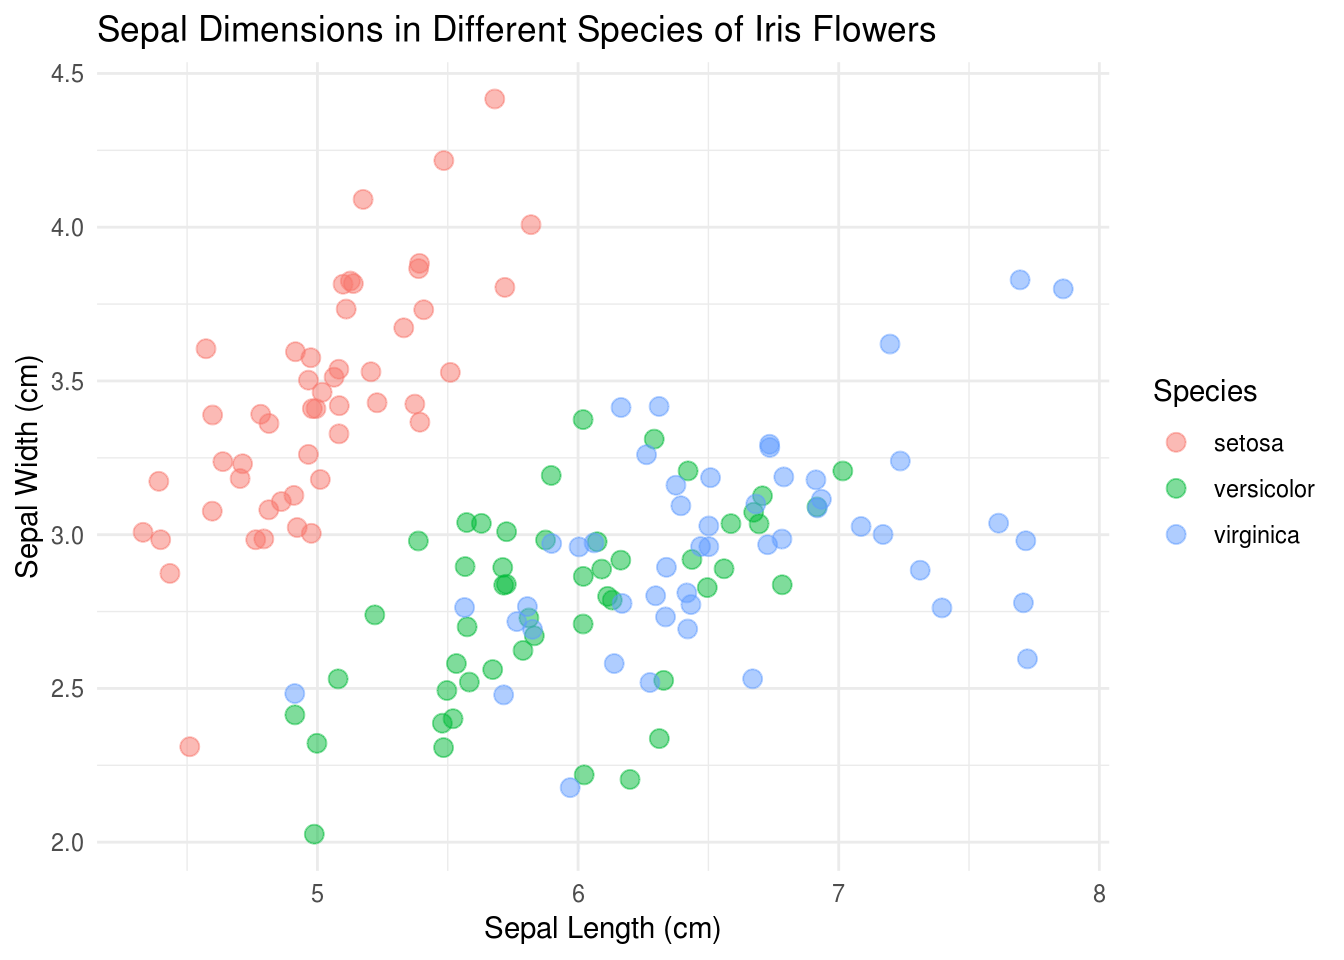 Sepal Dimensions in Different Species of Iris Flowers
4.5
4.0
3.5
3.0
2.5
2.0
Sepal Width (cm)
5 6 7 8
Sepal Length (cm)
Species
setosa
versicolor
virginica